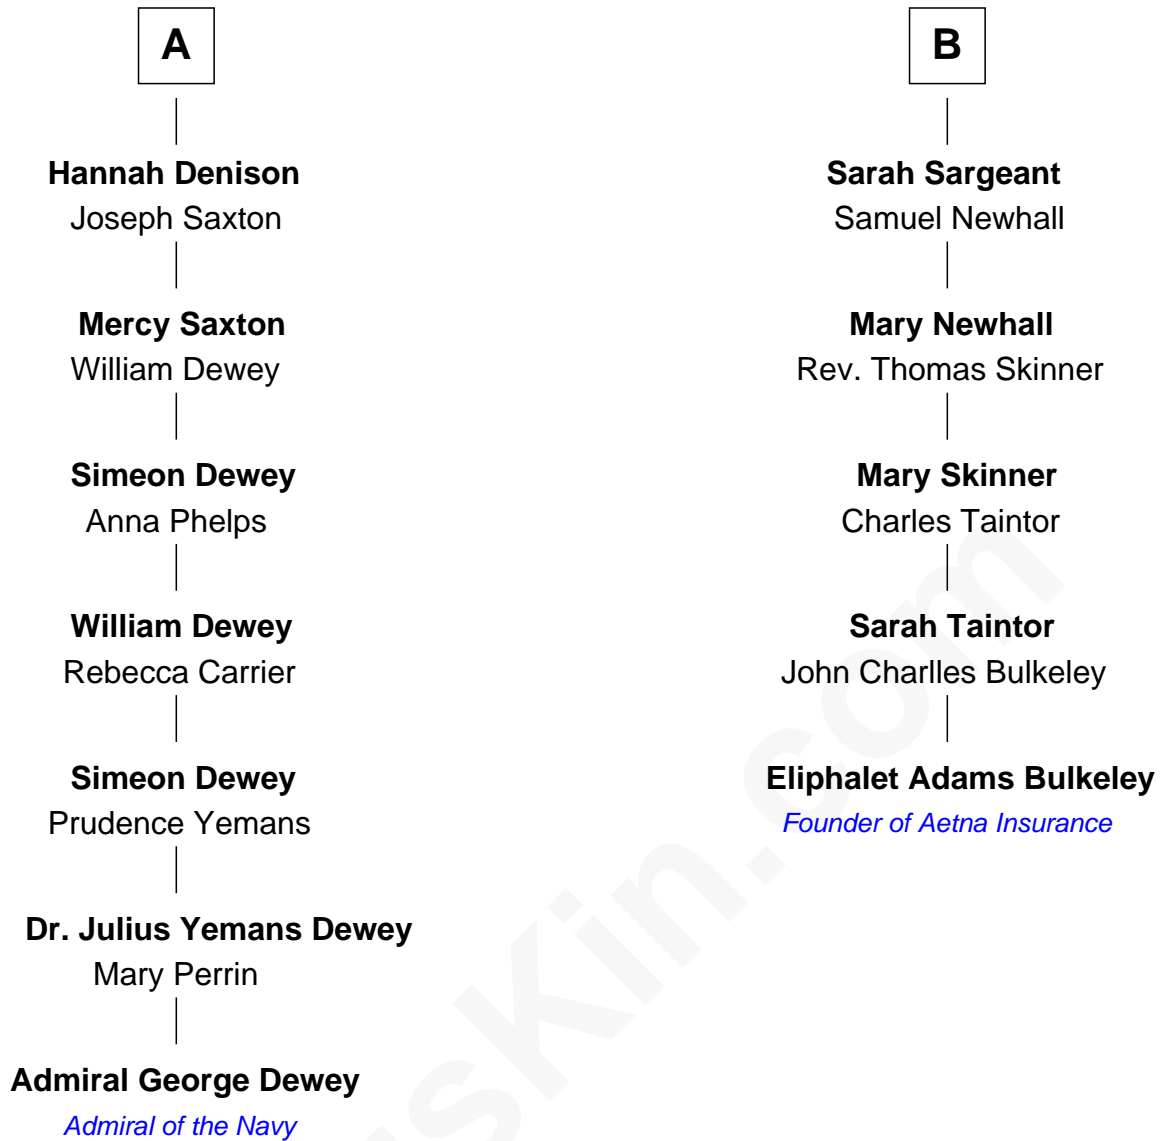 A
Hannah Denison
Joseph Saxton
Mercy Saxton
William Dewey
Simeon Dewey
Anna Phelps
William Dewey
Rebecca Carrier
Simeon Dewey
Prudence Yemans
Dr. Julius Yemans Dewey
Mary Perrin
Admiral George Dewey
Admiral of the Navy
B
Sarah Sargeant
Samuel Newhall
Mary Newhall
Rev. Thomas Skinner
Mary Skinner
Charles Taintor
Sarah Taintor
John Charlles Bulkeley
Eliphalet Adams Bulkeley
Founder of Aetna Insurance